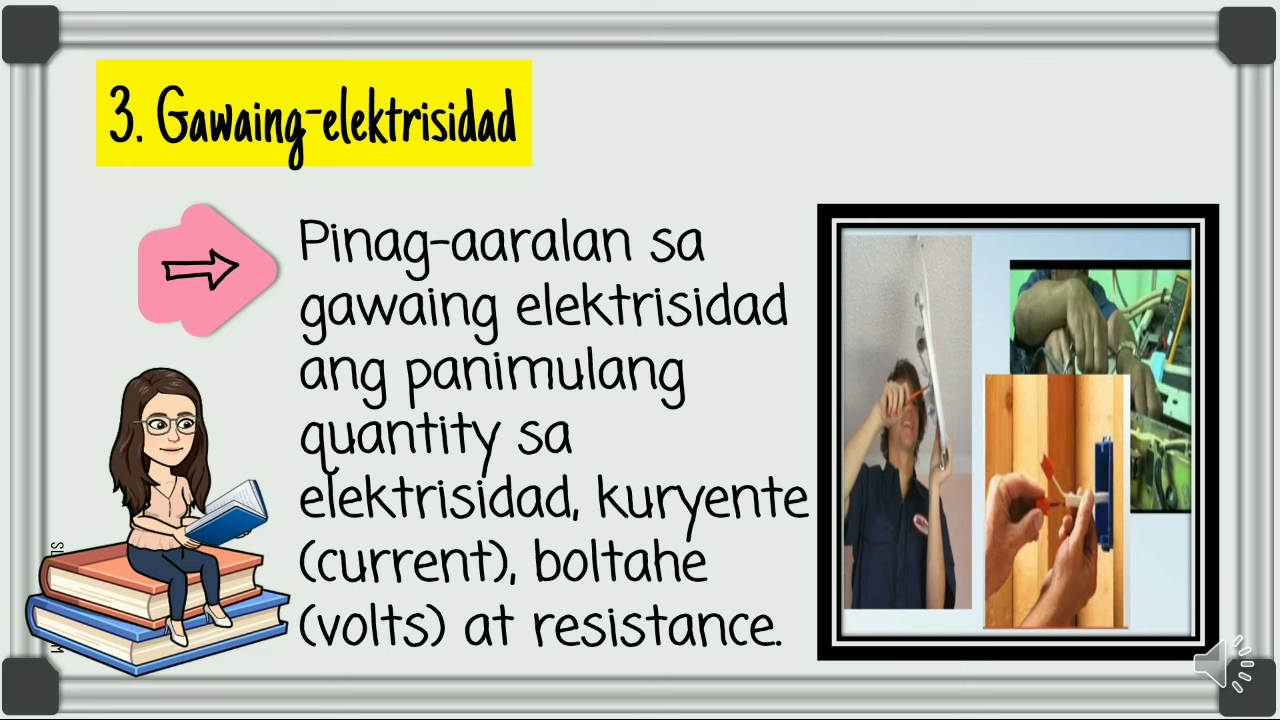 3. Gawaing-elektrisidad
Pinag-aaralan sa
gawaing elektrisidad
ang panimulang
quantity sa
elektrisidad, kuryente
(current), boltahe
(volts) at resistance.